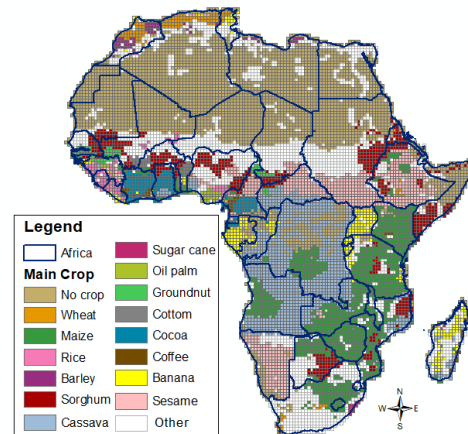 Legend
Africa
Main Crop
No crop
Wheat
Maize
Rice
Barley
Sorghum
Cassava
Sugar cane
Oil palm
Groundnut
Cottom
Cocoa
Coffee
Banana
Sesame
Other
N
W E
S